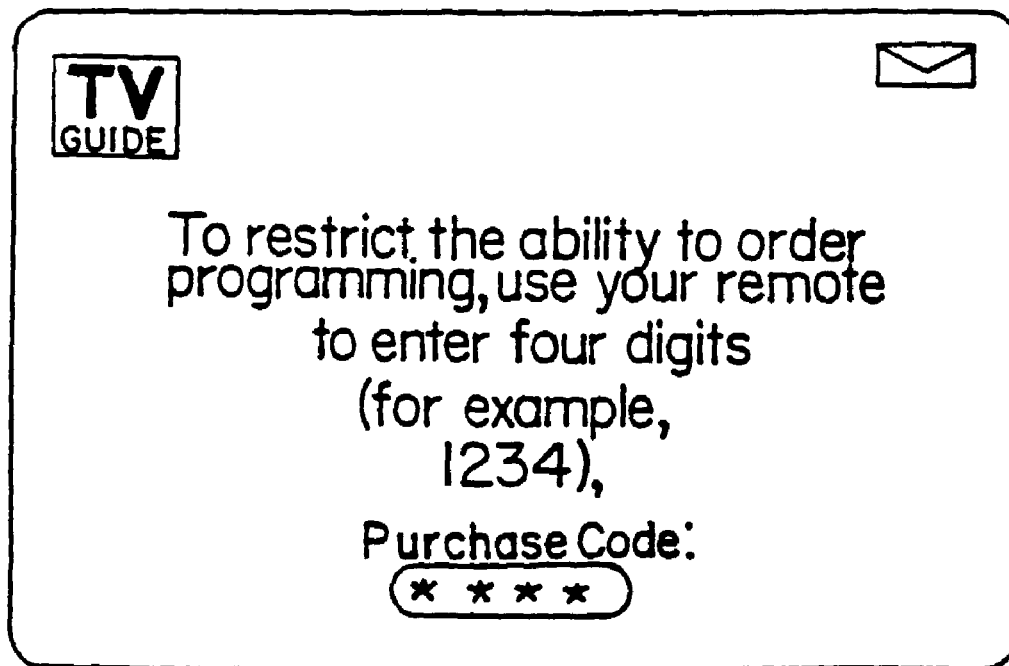 TV
GUIDE
To restrict the ability to order
programming, use your remote
to enter four digits
(for example,
1234),
Purchase Code:
* * * *